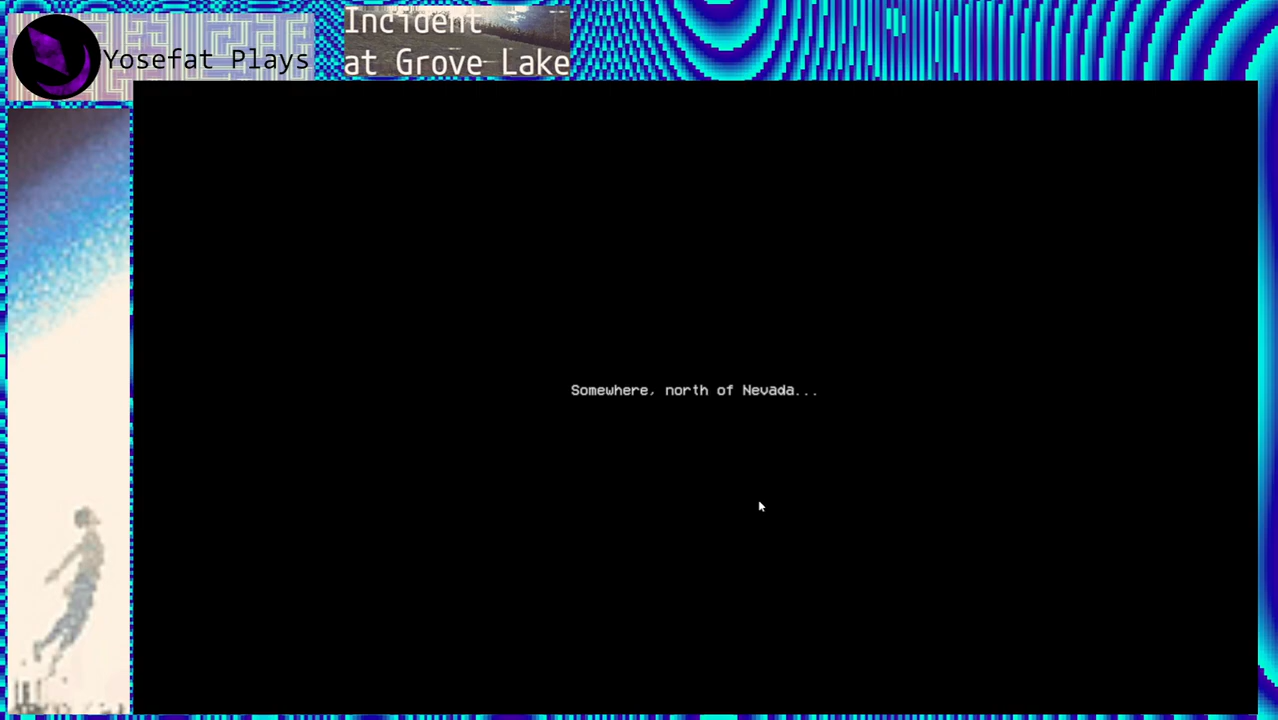 Yosefat Plays
Incident
at Grove Lake
Somewhere, north of Nevada...